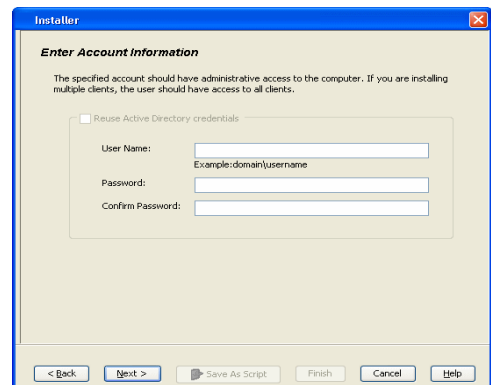 Installer
Enter Account Information
The specified account should have administrative access to the computer. If you are installing
multiple clients, the user should have access to all clients.
Reuse Active Directory credentials
User Name:
Example:domain\username
Password:
Confirm Password:
< Back Next > Save As Script Finish Cancel Help